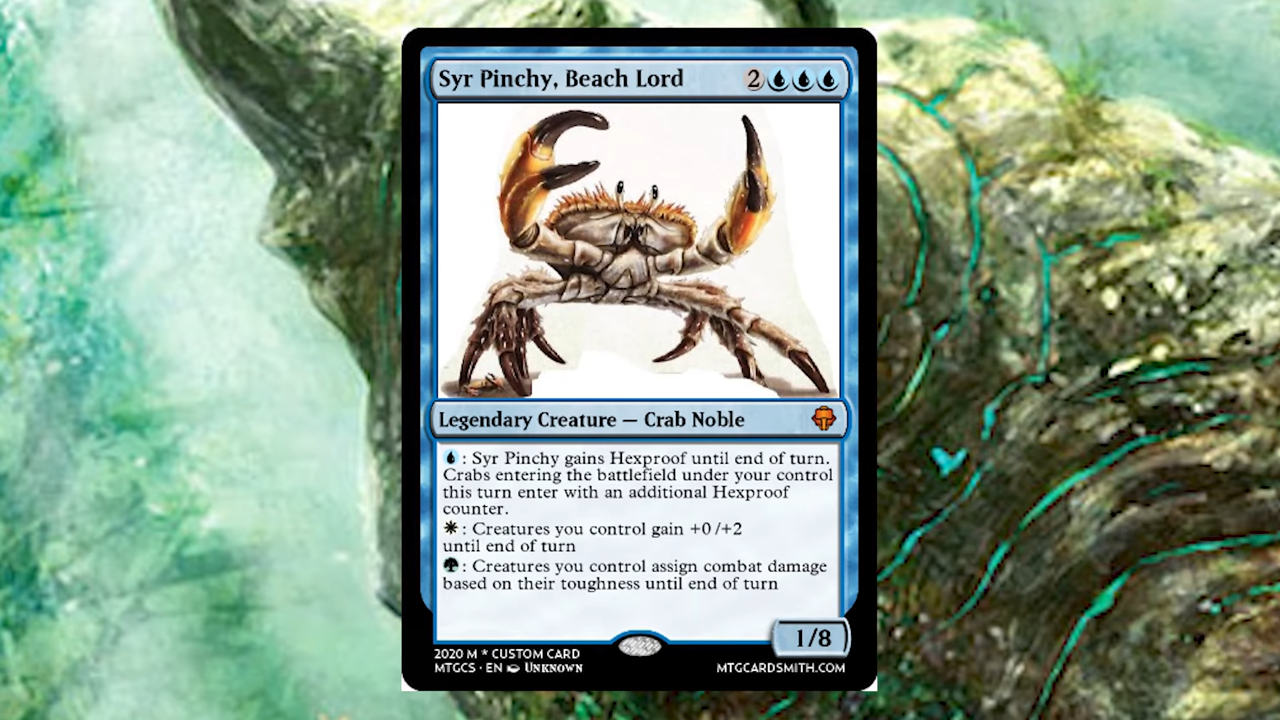 Syr Pinchy, Beach Lord 2
Legendary Creature — Crab Noble
: Syr Pinchy gains Hexproof until end of turn.
Crabs entering the battlefield under your control
this turn enter with an additional Hexproof
counter.
: Creatures you control gain +0/+2
until end of turn
: Creatures you control assign combat damage
based on their toughness until end of turn
1/8
2020 M * CUSTOM CARD
MTGCS · EN UNKNOWN
MTGCARDSMITH.COM